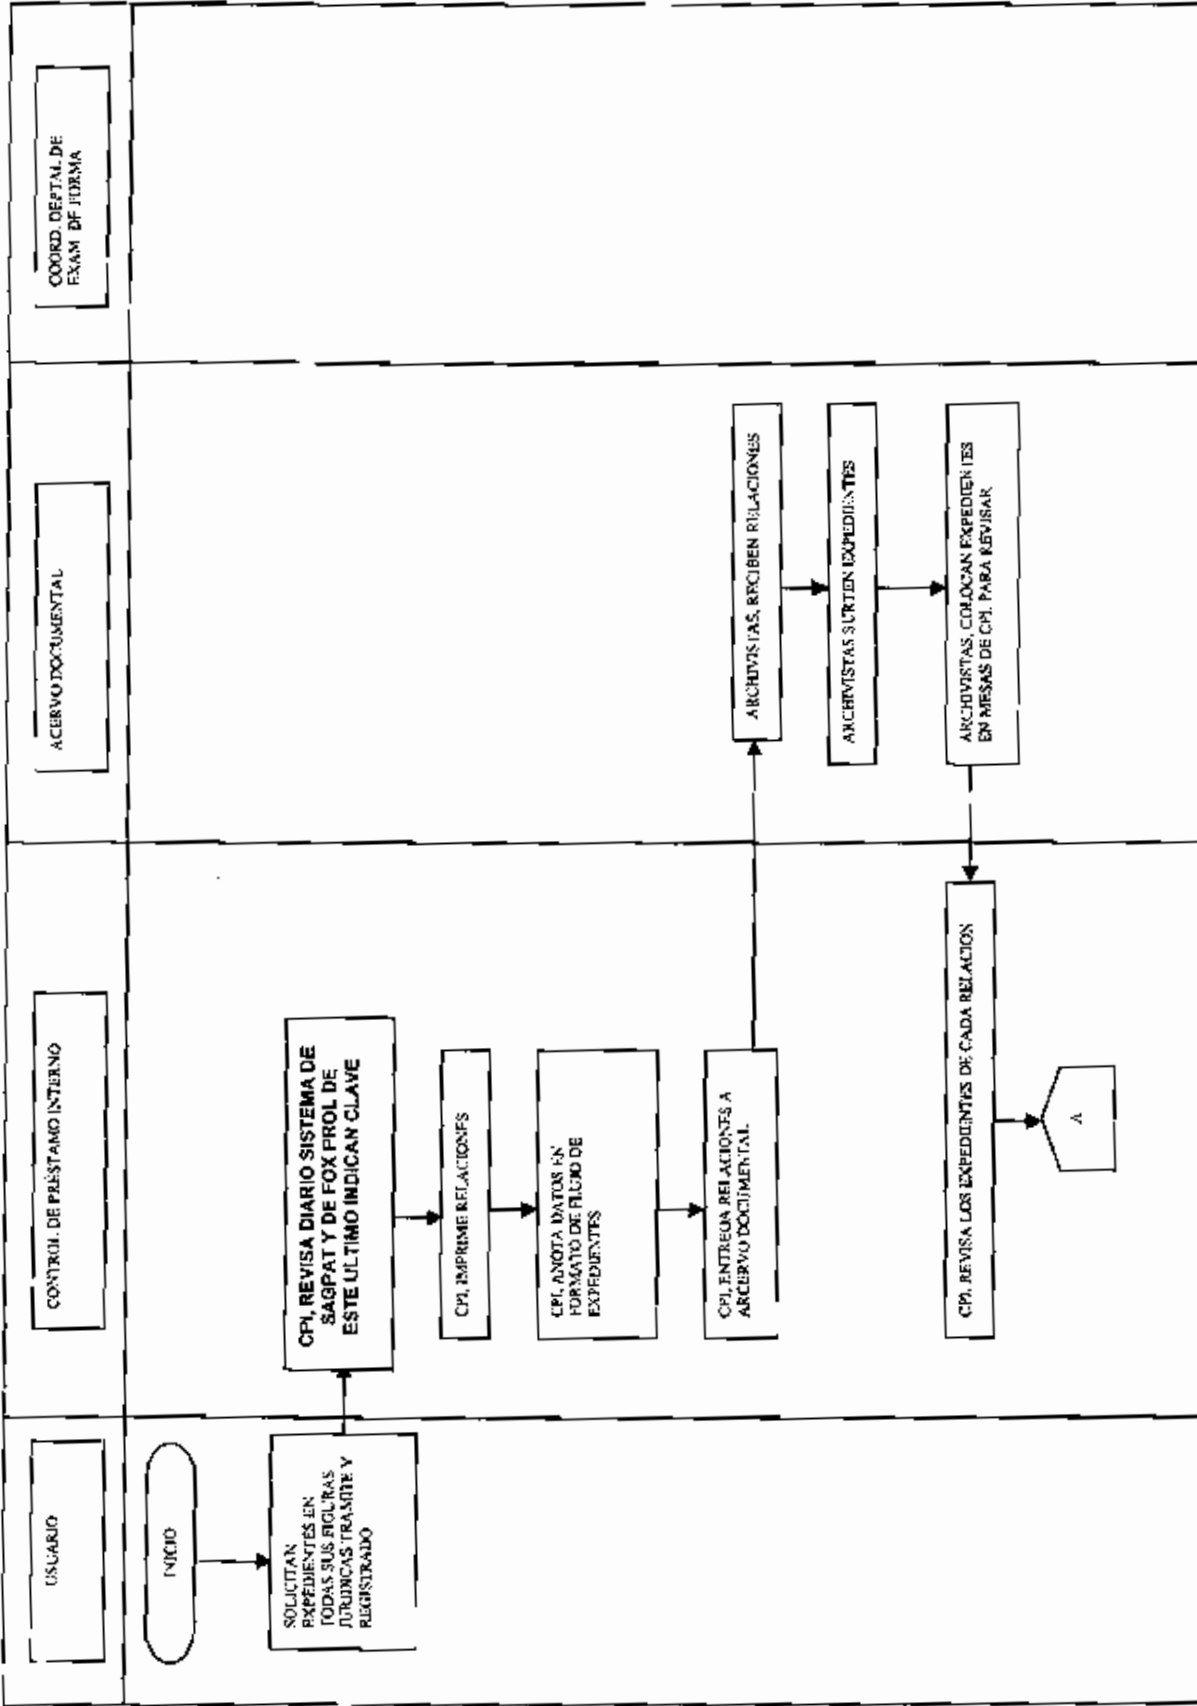 USUARIO
CONTROL DE PRÉSTAMO INTERNO
ACERVO DOCUMENTAL
COORD. DEPTAL DE
EXAM DE FORMA
INICIO
SOLICITAN
EXPEDIENTES EN
TODAS SUS FIGURAS
JURIDICAS TRAMITE Y
REGISTRADO
CPI, REVISA DIARIO SISTEMA DE
SAGPAT Y DE FOX PROL DE
ESTE ULTIMO INDICAN CLAVE
CPI, IMPRIME RELACIONES
CPI, ANOTA DATOS EN
FORMATO DE FLUJO DE
EXPEDIENTES
CPI, ENTREGA RELACIONES A
ARCERVO DOCUMENTAL
ARCHIVISTAS, RECIBEN RELACIONES
ARCHIVISTAS SURTEN EXPEDIENTES
ARCHIVISTAS, COLOCAN EXPEDIENTES
EN MESAS DE CPI. PARA REVISAR
CPI, REVISA LOS EXPEDIENTES DE CADA RELACION
A